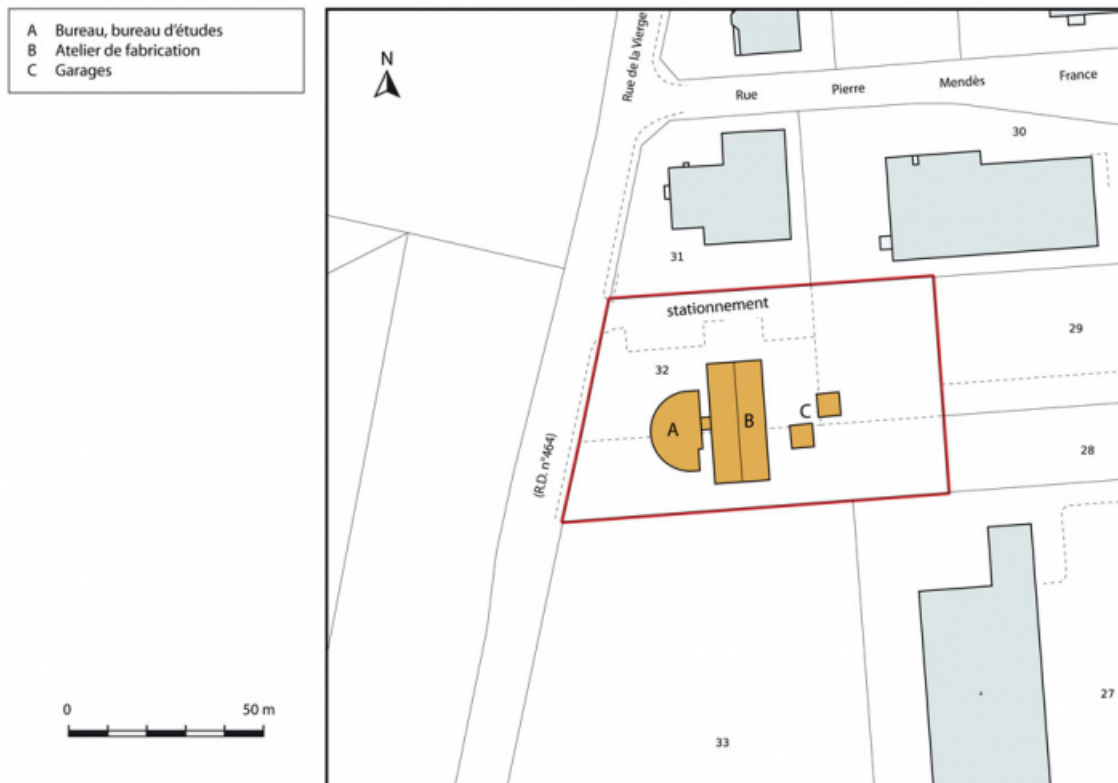 A Bureau, bureau d'études
B Atelier de fabrication
C Garages
N
Rue de la Vierge
Rue Pierre Mendès France
30
31
stationnement
29
32
C
A
B
(R.D. n°464)
28
4
27
33
0 50 m